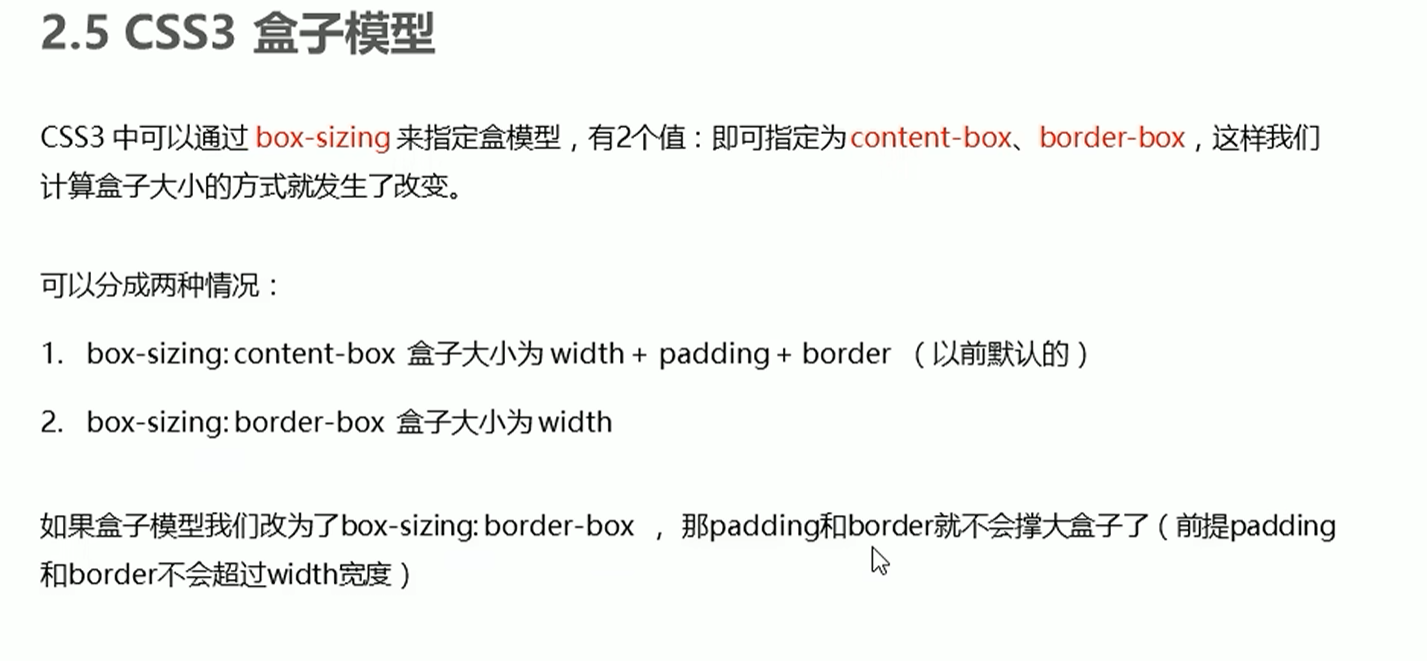 2.5 CSS3 盒子模型
CSS3 中可以通过 box-sizing 来指定盒模型，有2个值：即可指定为content-box、border-box，这样我们
计算盒子大小的方式就发生了改变。
可以分成两种情况：
1. box-sizing: content-box 盒子大小为 width + padding + border （以前默认的）
2. box-sizing: border-box 盒子大小为 width
如果盒子模型我们改为了box-sizing: border-box ， 那padding和border就不会撑大盒子了（前提padding
和border不会超过width宽度）